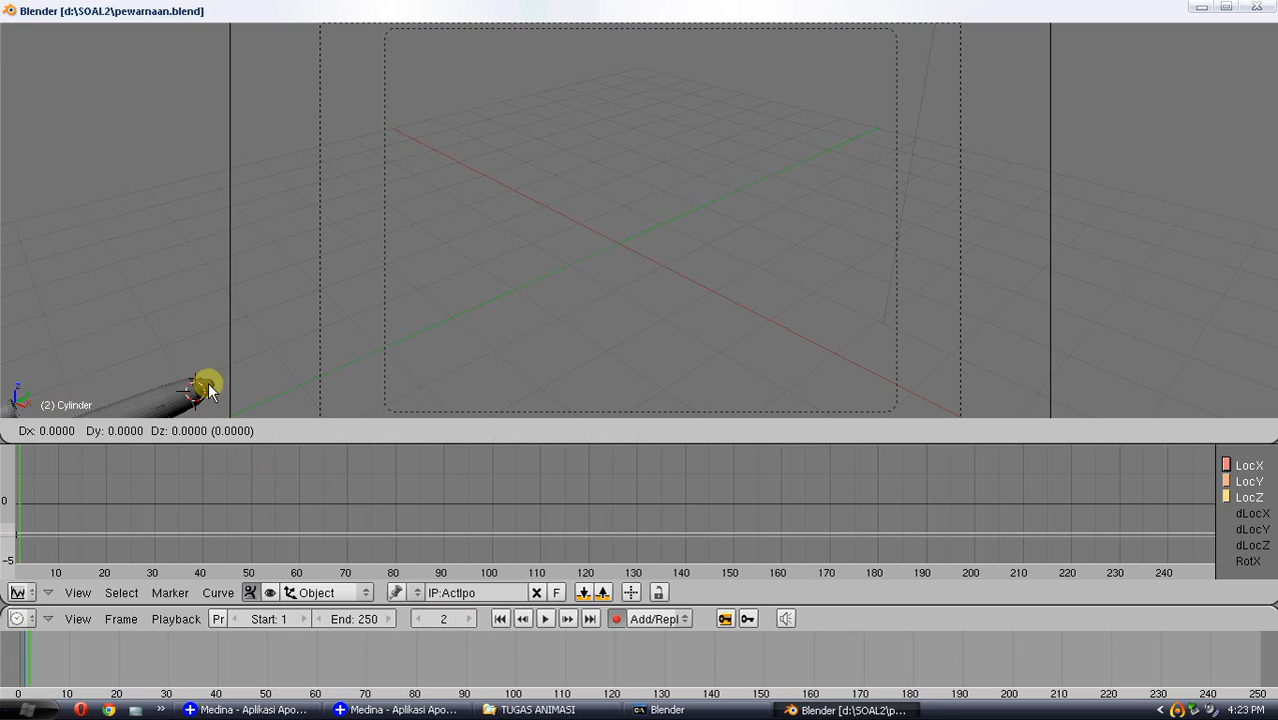 Blender [d:\SOAL2\pewarnaan.blend]
z
(2) Cylinder
Dx: 0.0000 Dy: 0.0000 Dz: 0.0000 (0.0000)
LocX
LocY
LocZ
dLocX
dLocY
dLocZ
RotX
0
-5
10 20 30 40 50 60 70 80 90 100 110 120 130 140 150 160 170 180 190 200 210 220 230 240
View Select Marker Curve Object IP:ActIpo F
View Frame Playback Pr Start: 1 End: 250 2 Add/Repl
0 10 20 30 40 50 60 70 80 90 100 110 120 130 140 150 160 170 180 190 200 210 220 230 240 250
Medina - Aplikasi Apo... Medina - Aplikasi Apo... TUGAS ANIMASI Blender Blender [d:\SOAL2\p... 4:23 PM